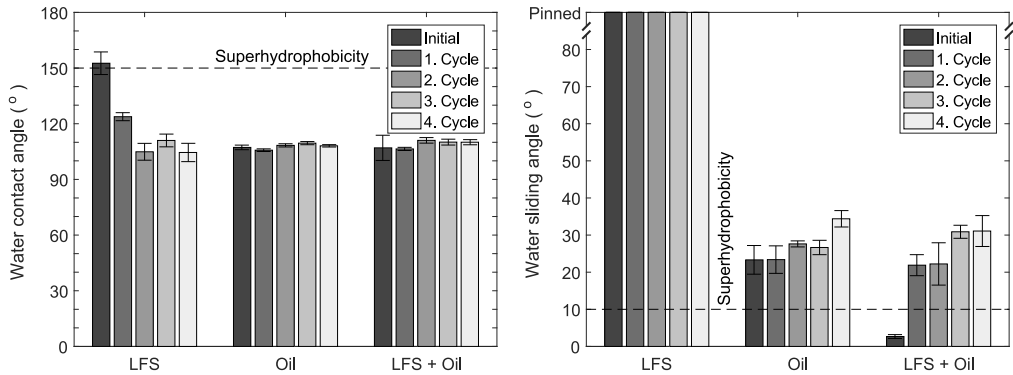 Water contact angle ( ° )
180
150
120
90
60
30
0
Superhydrophobicity
Initial
1. Cycle
2. Cycle
3. Cycle
4. Cycle
LFS
Oil
LFS + Oil
Water sliding angle ( ° )
Pinned
80
70
60
50
40
30
20
10
0
Superhydrophobicity
Initial
1. Cycle
2. Cycle
3. Cycle
4. Cycle
LFS
Oil
LFS + Oil